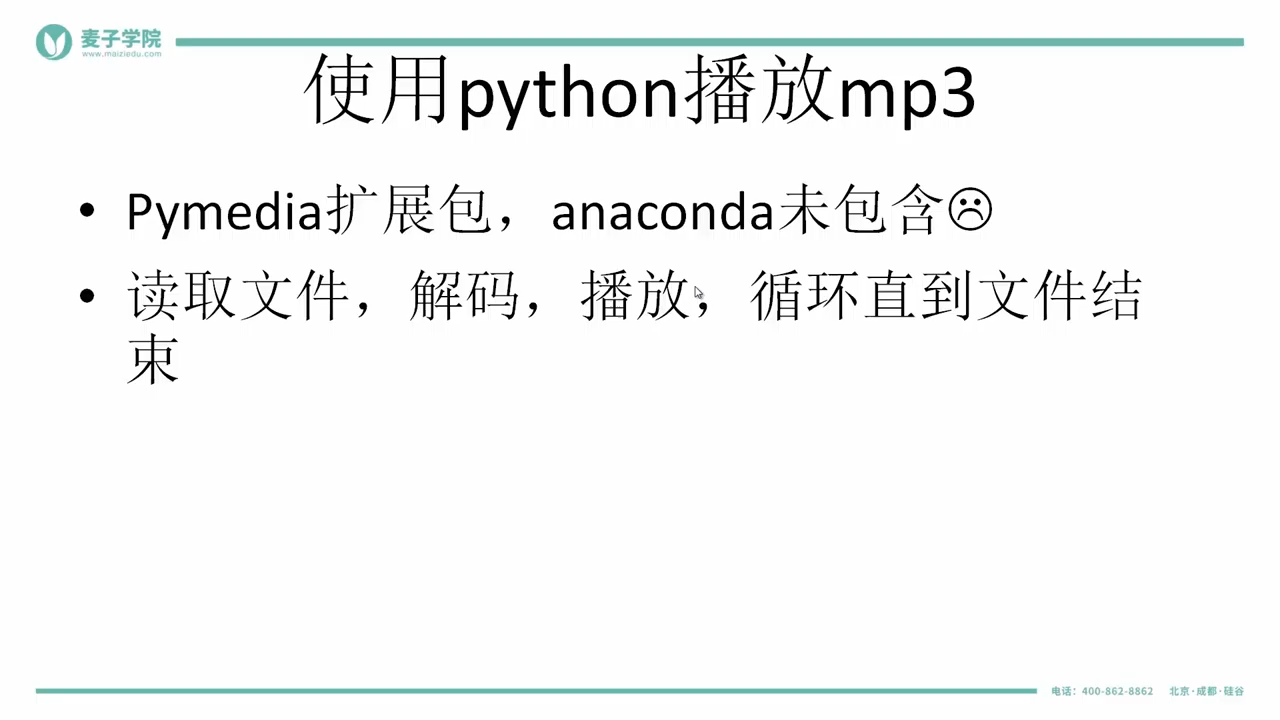 麦子学院
www.maiziedu.com
使用python播放mp3
• Pymedia扩展包，anaconda未包含☹
• 读取文件，解码，播放，循环直到文件结
束
电话：400-862-8862 北京·成都·硅谷